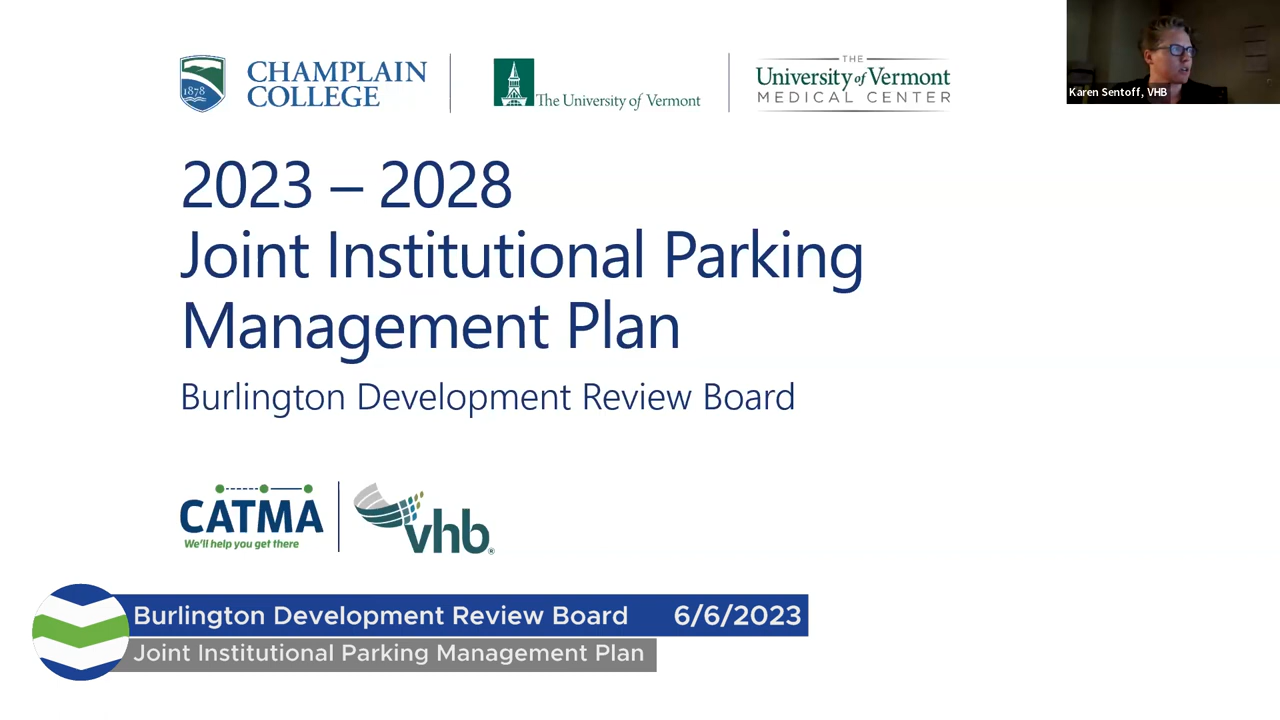 CHAMPLAIN
COLLEGE
1878
The University of Vermont
THE
University of Vermont
MEDICAL CENTER
Karen Sentoff, VHB
2023 – 2028
Joint Institutional Parking
Management Plan
Burlington Development Review Board
CATMA
We'll help you get there
vhb®
Burlington Development Review Board 6/6/2023
Joint Institutional Parking Management Plan